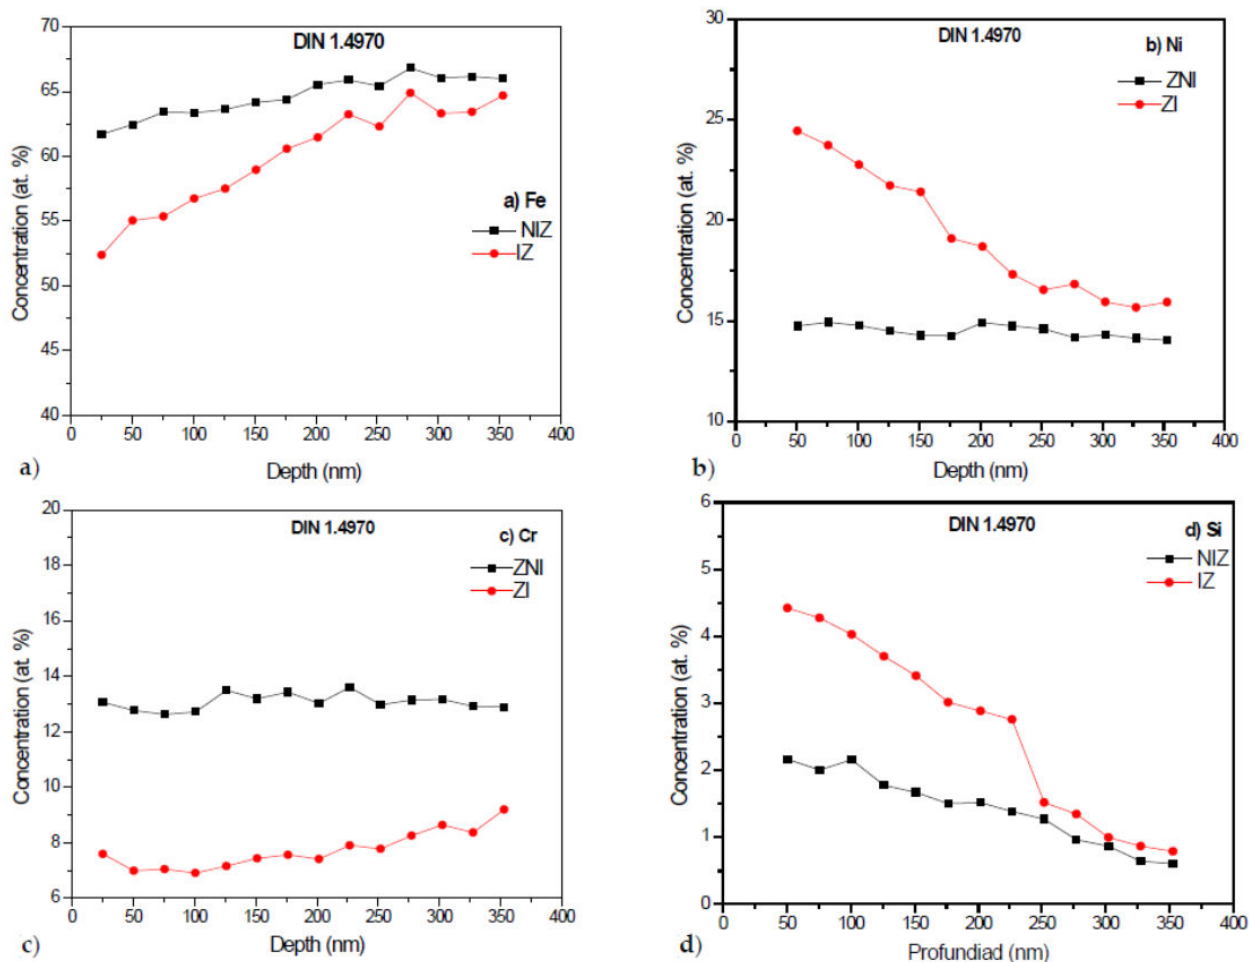 DIN 1.4970
a) Fe
NIZ
IZ
Concentration (at. %)
70
65
60
55
50
45
40
0 50 100 150 200 250 300 350 400
Depth (nm)
a)
DIN 1.4970
b) Ni
ZNI
ZI
Concentration (at. %)
30
25
20
15
10
0 50 100 150 200 250 300 350 400
Depth (nm)
b)
DIN 1.4970
c) Cr
ZNI
ZI
Concentration (at. %)
20
18
16
14
12
10
8
6
0 50 100 150 200 250 300 350 400
Depth (nm)
c)
DIN 1.4970
d) Si
NIZ
IZ
Concentration (at. %)
6
5
4
3
2
1
0
0 50 100 150 200 250 300 350 400
Profundiad (nm)
d)